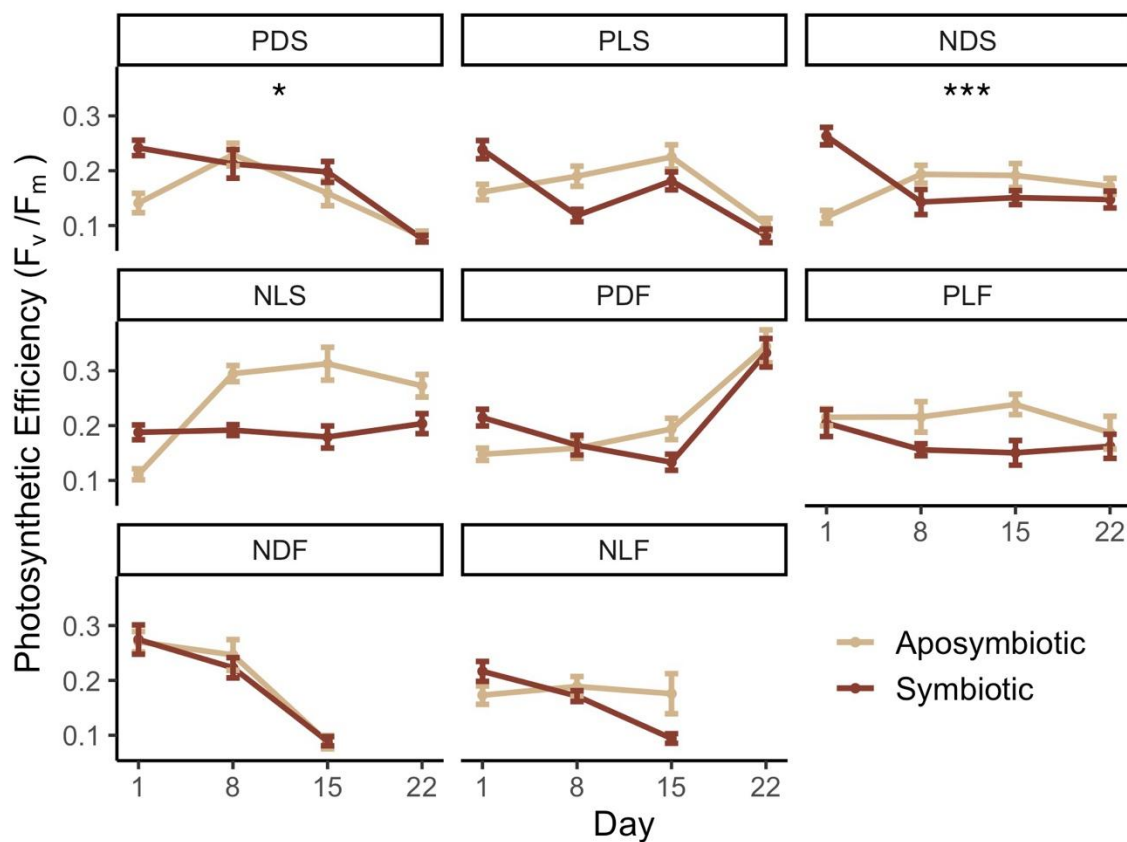 PDS PLS NDS
* ***
0.3
0.2
0.1
NLS PDF PLF
0.3
0.2
0.1
1 8 15 22
NDF NLF
0.3
0.2
0.1
1 8 15 22 1 8 15 22
Day
Photosynthetic Efficiency (Fv /Fm)
Aposymbiotic
Symbiotic